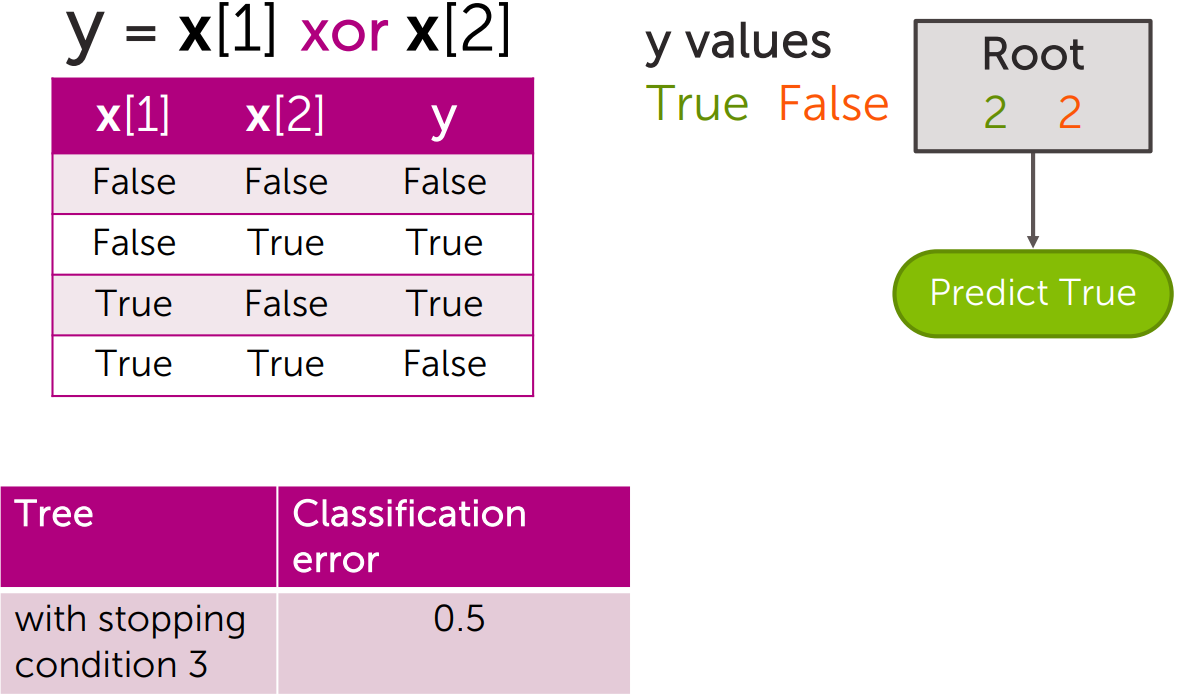 y = x[1] xor x[2]
x[1] x[2] y
False False False
False True True
True False True
True True False
y values
True False
Root
2 2
Predict True
Tree Classification error
with stopping condition 3 0.5